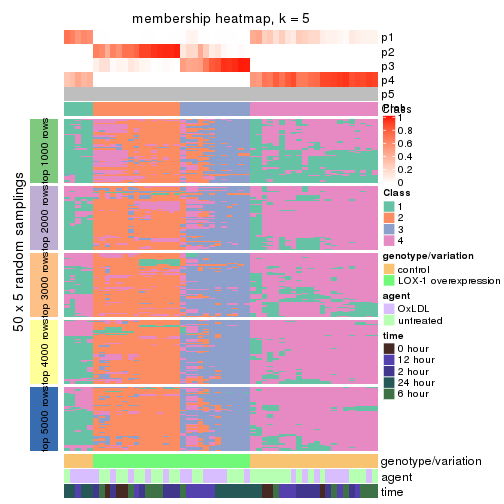 membership heatmap, k = 5
p1
p2
p3
p4
p5
Class
Prob
1
0.8
0.6
0.4
0.2
0
Class
1
2
3
4
genotype/variation
control
LOX-1 overexpression
agent
OxLDL
untreated
time
0 hour
12 hour
2 hour
24 hour
6 hour
50 x 5 random samplings
top 1000 rows
top 2000 rows
top 3000 rows
top 4000 rows
top 5000 rows
genotype/variation
agent
time